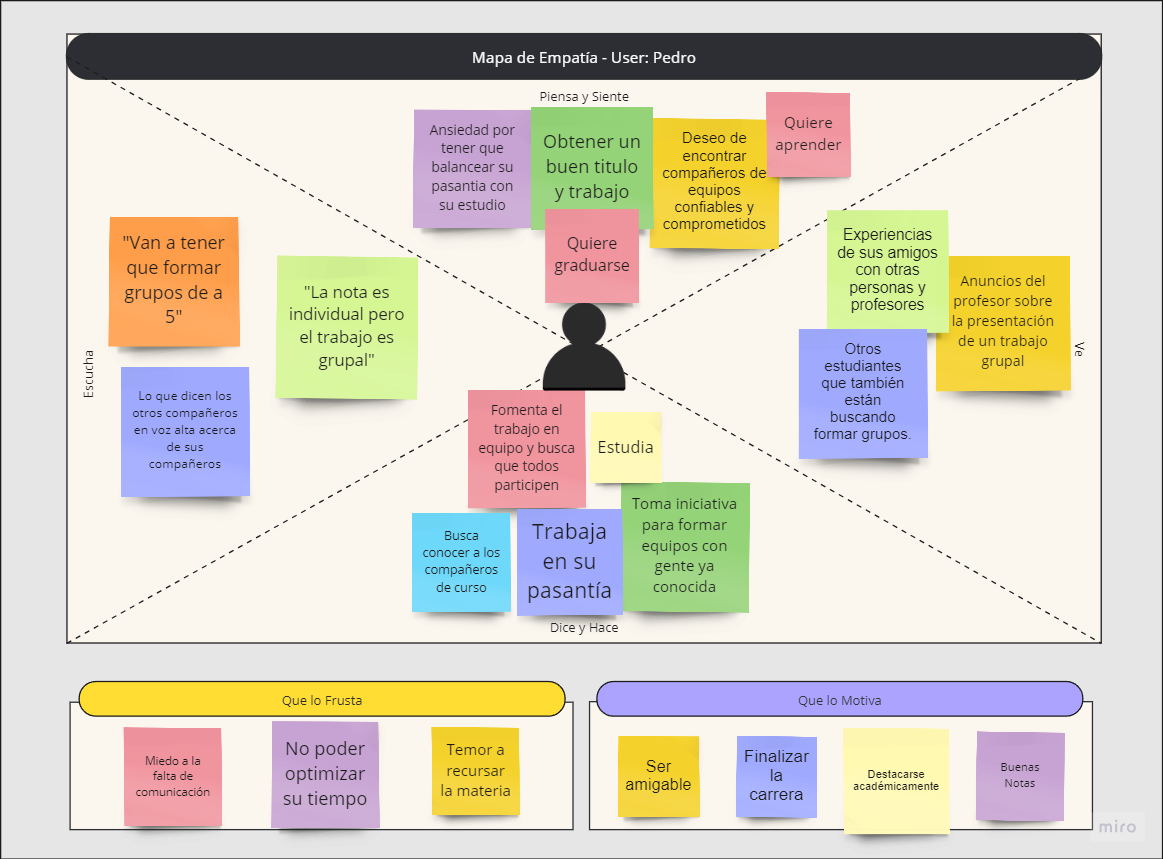 Mapa de Empatía - User: Pedro
Piensa y Siente
Ansiedad por
tener que
balancear su
pasantia con
su estudio
Obtener un
buen titulo
y trabajo
Deseo de
encontrar
compañeros de
equipos
confiables y
comprometidos
Quiere
aprender
Quiere
graduarse
Escucha
"Van a tener
que formar
grupos de a
5"
"La nota es
individual pero
el trabajo es
grupal"
Lo que dicen los
otros compañeros
en voz alta acerca
de sus
compañeros
Ve
Experiencias
de sus amigos
con otras
personas y
profesores
Anuncios del
profesor sobre
la presentación
de un trabajo
grupal
Otros
estudiantes
que también
están
buscando
formar grupos.
Fomenta el
trabajo en
equipo y busca
que todos
participen
Estudia
Busca
conocer a los
compañeros
de curso
Trabaja
en su
pasantía
Toma iniciativa
para formar
equipos con
gente ya
conocida
Dice y Hace
Que lo Frusta
Miedo a la
falta de
comunicación
No poder
optimizar
su tiempo
Temor a
recursar
la materia
Que lo Motiva
Ser
amigable
Finalizar
la
carrera
Destacarse
académicamente
Buenas
Notas
miro